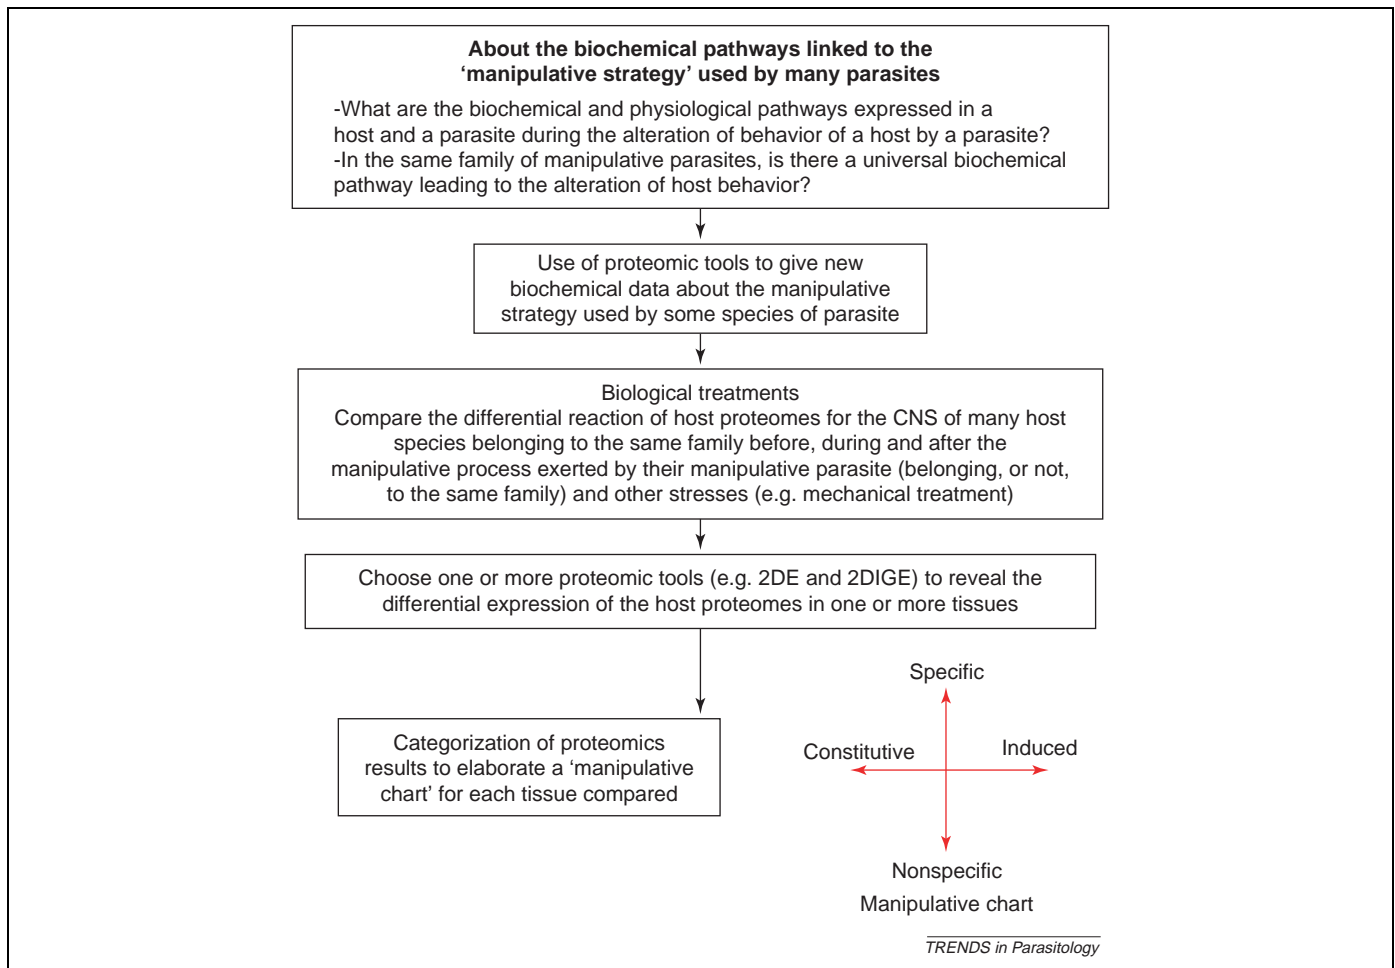 About the biochemical pathways linked to the
‘manipulative strategy’ used by many parasites
-What are the biochemical and physiological pathways expressed in a
host and a parasite during the alteration of behavior of a host by a parasite?
-In the same family of manipulative parasites, is there a universal biochemical
pathway leading to the alteration of host behavior?
Use of proteomic tools to give new
biochemical data about the manipulative
strategy used by some species of parasite
Biological treatments
Compare the differential reaction of host proteomes for the CNS of many host
species belonging to the same family before, during and after the
manipulative process exerted by their manipulative parasite (belonging, or not,
to the same family) and other stresses (e.g. mechanical treatment)
Choose one or more proteomic tools (e.g. 2DE and 2DIGE) to reveal the
differential expression of the host proteomes in one or more tissues
Categorization of proteomics
results to elaborate a ‘manipulative
chart’ for each tissue compared
Specific
Constitutive
Induced
Nonspecific
Manipulative chart
TRENDS in Parasitology